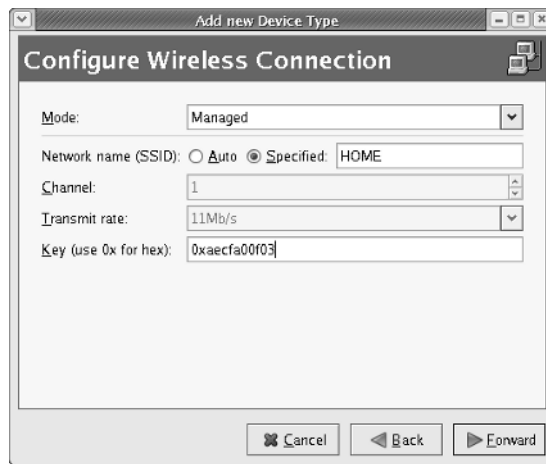 Add new Device Type
Configure Wireless Connection
Mode: Managed
Network name (SSID): Auto Specified: HOME
Channel: 1
Transmit rate: 11Mb/s
Key (use 0x for hex): 0xaecfa00f03
Cancel Back Forward